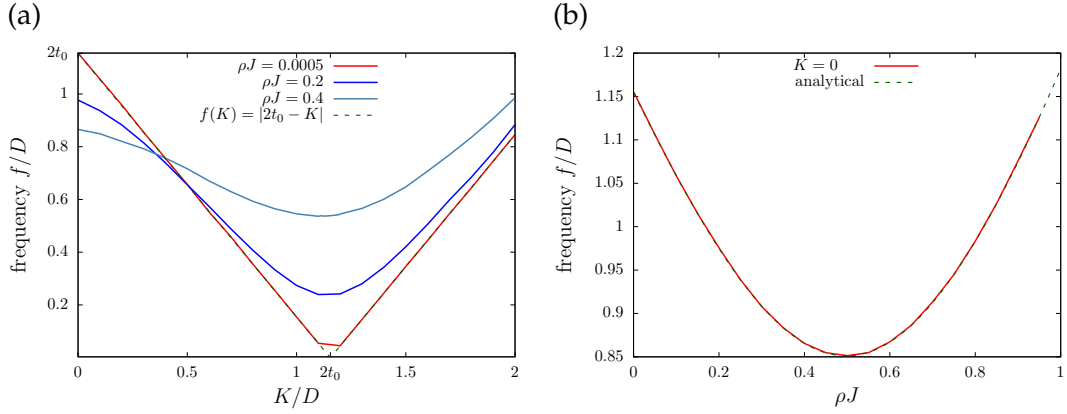 (a)
2t₀
1
0.8
0.6
0.4
0.2
frequency f/D
ρJ = 0.0005
ρJ = 0.2
ρJ = 0.4
f(K) = |2t₀ − K|
0
0.5
1
2t₀
1.5
2
K/D
(b)
1.2
1.15
1.1
1.05
1
0.95
0.9
0.85
frequency f/D
K = 0
analytical
0
0.2
0.4
0.6
0.8
1
ρJ